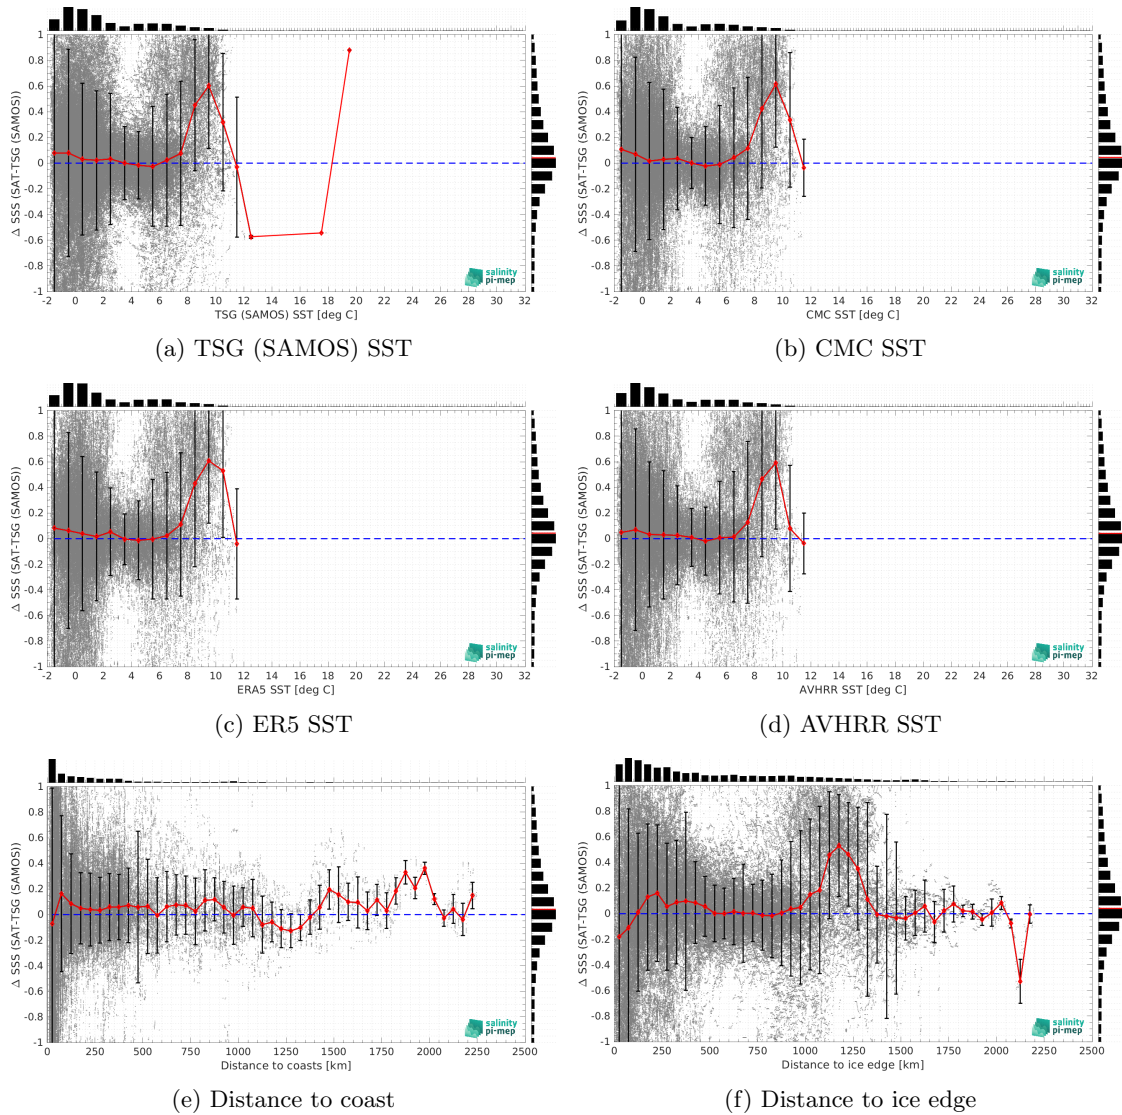 1
0.8
0.6
0.4
0.2
0
-0.2
-0.4
-0.6
-0.8
-1
Δ SSS (SAT-TSG (SAMOS))
-2 0 2 4 6 8 10 12 14 16 18 20 22 24 26 28 30 32
TSG (SAMOS) SST [deg C]
salinity
pi-mep
(a) TSG (SAMOS) SST
1
0.8
0.6
0.4
0.2
0
-0.2
-0.4
-0.6
-0.8
-1
Δ SSS (SAT-TSG (SAMOS))
-2 0 2 4 6 8 10 12 14 16 18 20 22 24 26 28 30 32
CMC SST [deg C]
salinity
pi-mep
(b) CMC SST
1
0.8
0.6
0.4
0.2
0
-0.2
-0.4
-0.6
-0.8
-1
Δ SSS (SAT-TSG (SAMOS))
-2 0 2 4 6 8 10 12 14 16 18 20 22 24 26 28 30 32
ERA5 SST [deg C]
salinity
pi-mep
(c) ER5 SST
1
0.8
0.6
0.4
0.2
0
-0.2
-0.4
-0.6
-0.8
-1
Δ SSS (SAT-TSG (SAMOS))
-2 0 2 4 6 8 10 12 14 16 18 20 22 24 26 28 30 32
AVHRR SST [deg C]
salinity
pi-mep
(d) AVHRR SST
1
0.8
0.6
0.4
0.2
0
-0.2
-0.4
-0.6
-0.8
-1
Δ SSS (SAT-TSG (SAMOS))
0 250 500 750 1000 1250 1500 1750 2000 2250 2500
Distance to coasts [km]
salinity
pi-mep
(e) Distance to coast
1
0.8
0.6
0.4
0.2
0
-0.2
-0.4
-0.6
-0.8
-1
Δ SSS (SAT-TSG (SAMOS))
0 250 500 750 1000 1250 1500 1750 2000 2250 2500
Distance to ice edge [km]
salinity
pi-mep
(f) Distance to ice edge